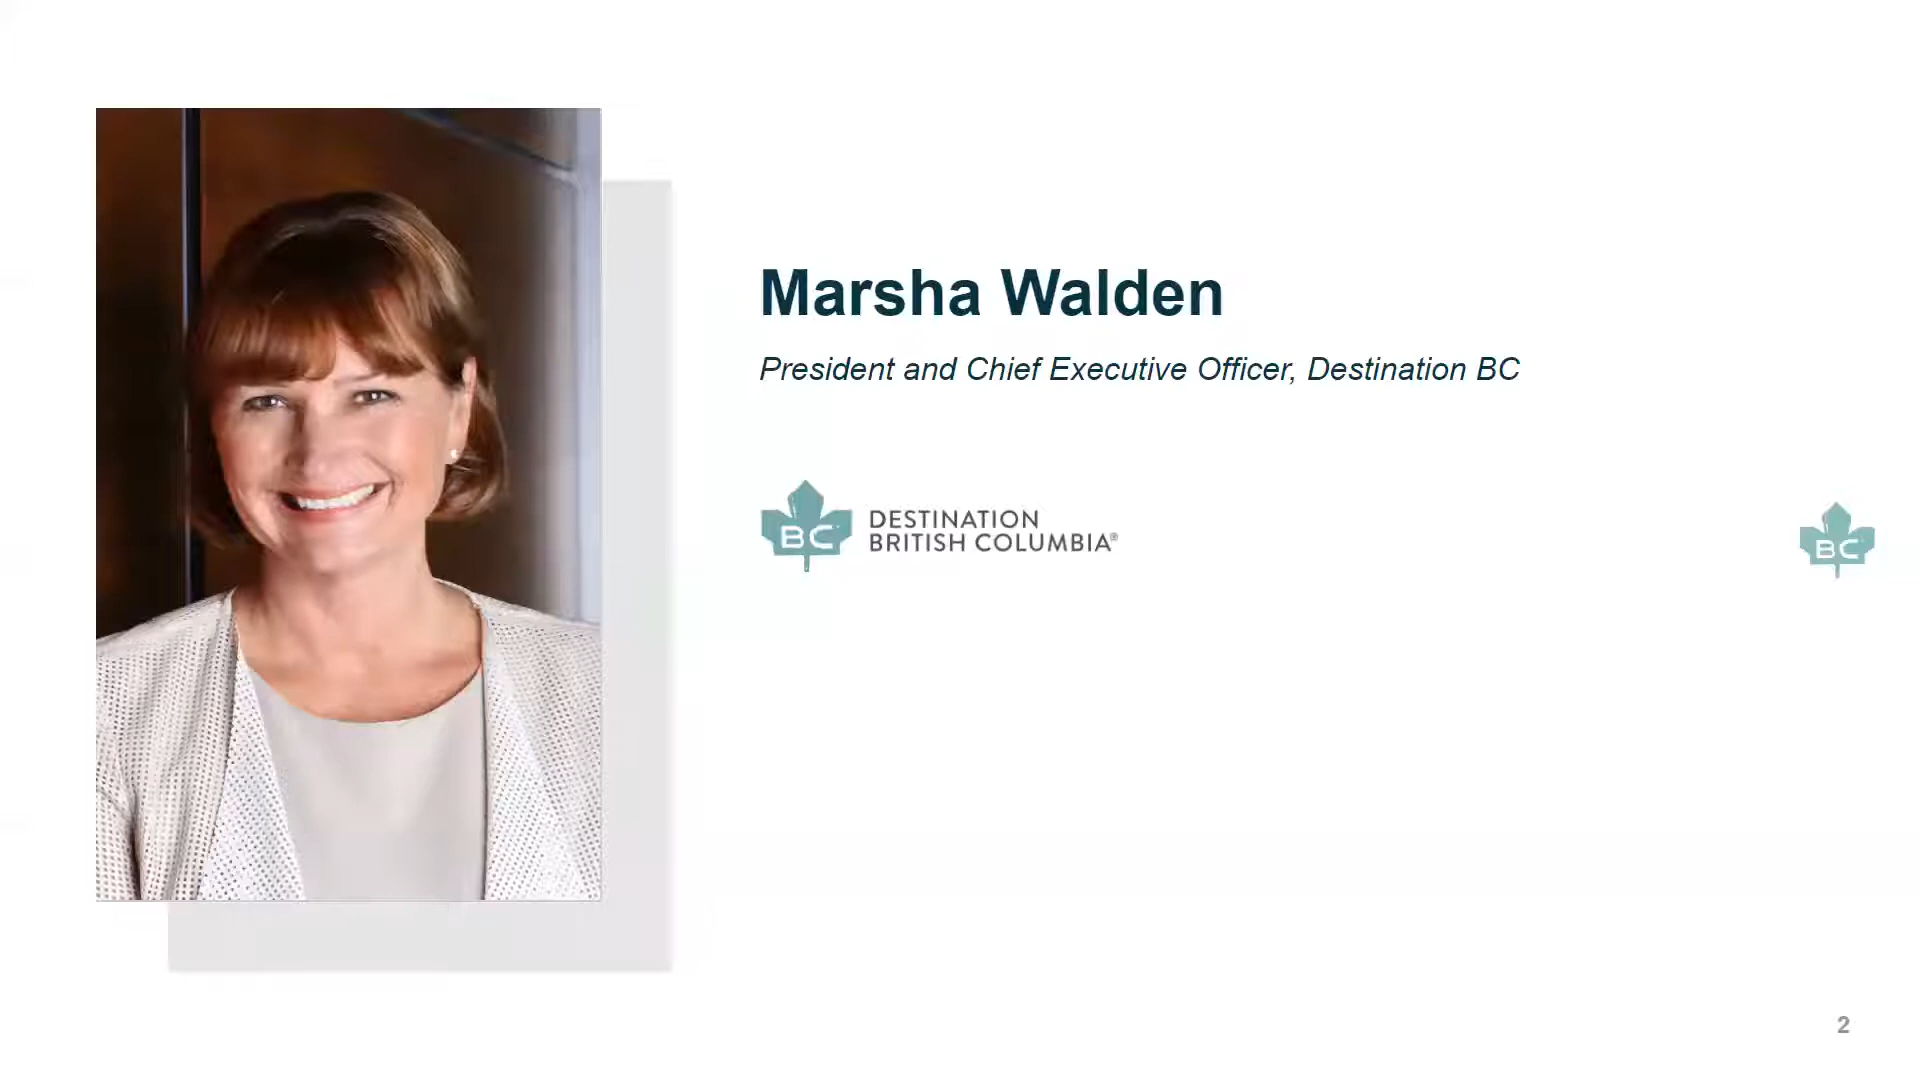 Marsha Walden
President and Chief Executive Officer, Destination BC
BC
DESTINATION
BRITISH COLUMBIA®
BC
2